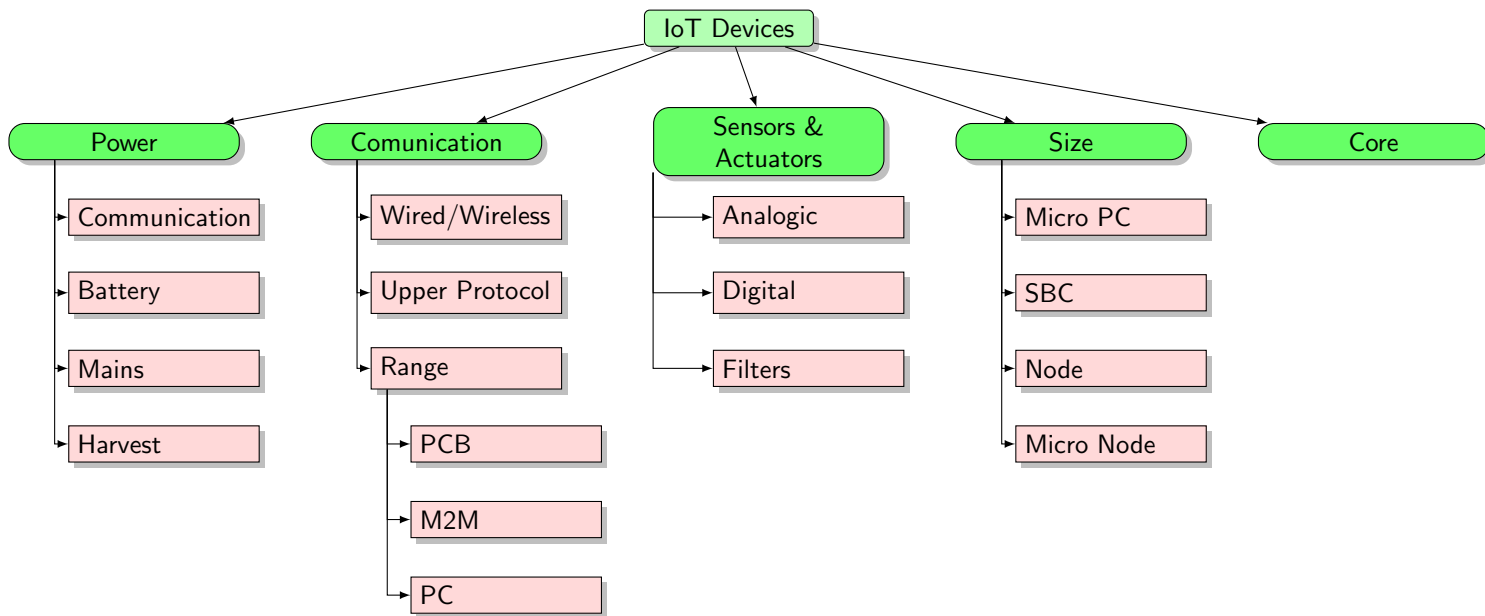 IoT Devices
Power
Comunication
Sensors &
Actuators
Size
Core
Communication
Battery
Mains
Harvest
Wired/Wireless
Upper Protocol
Range
PCB
M2M
PC
Analogic
Digital
Filters
Micro PC
SBC
Node
Micro Node